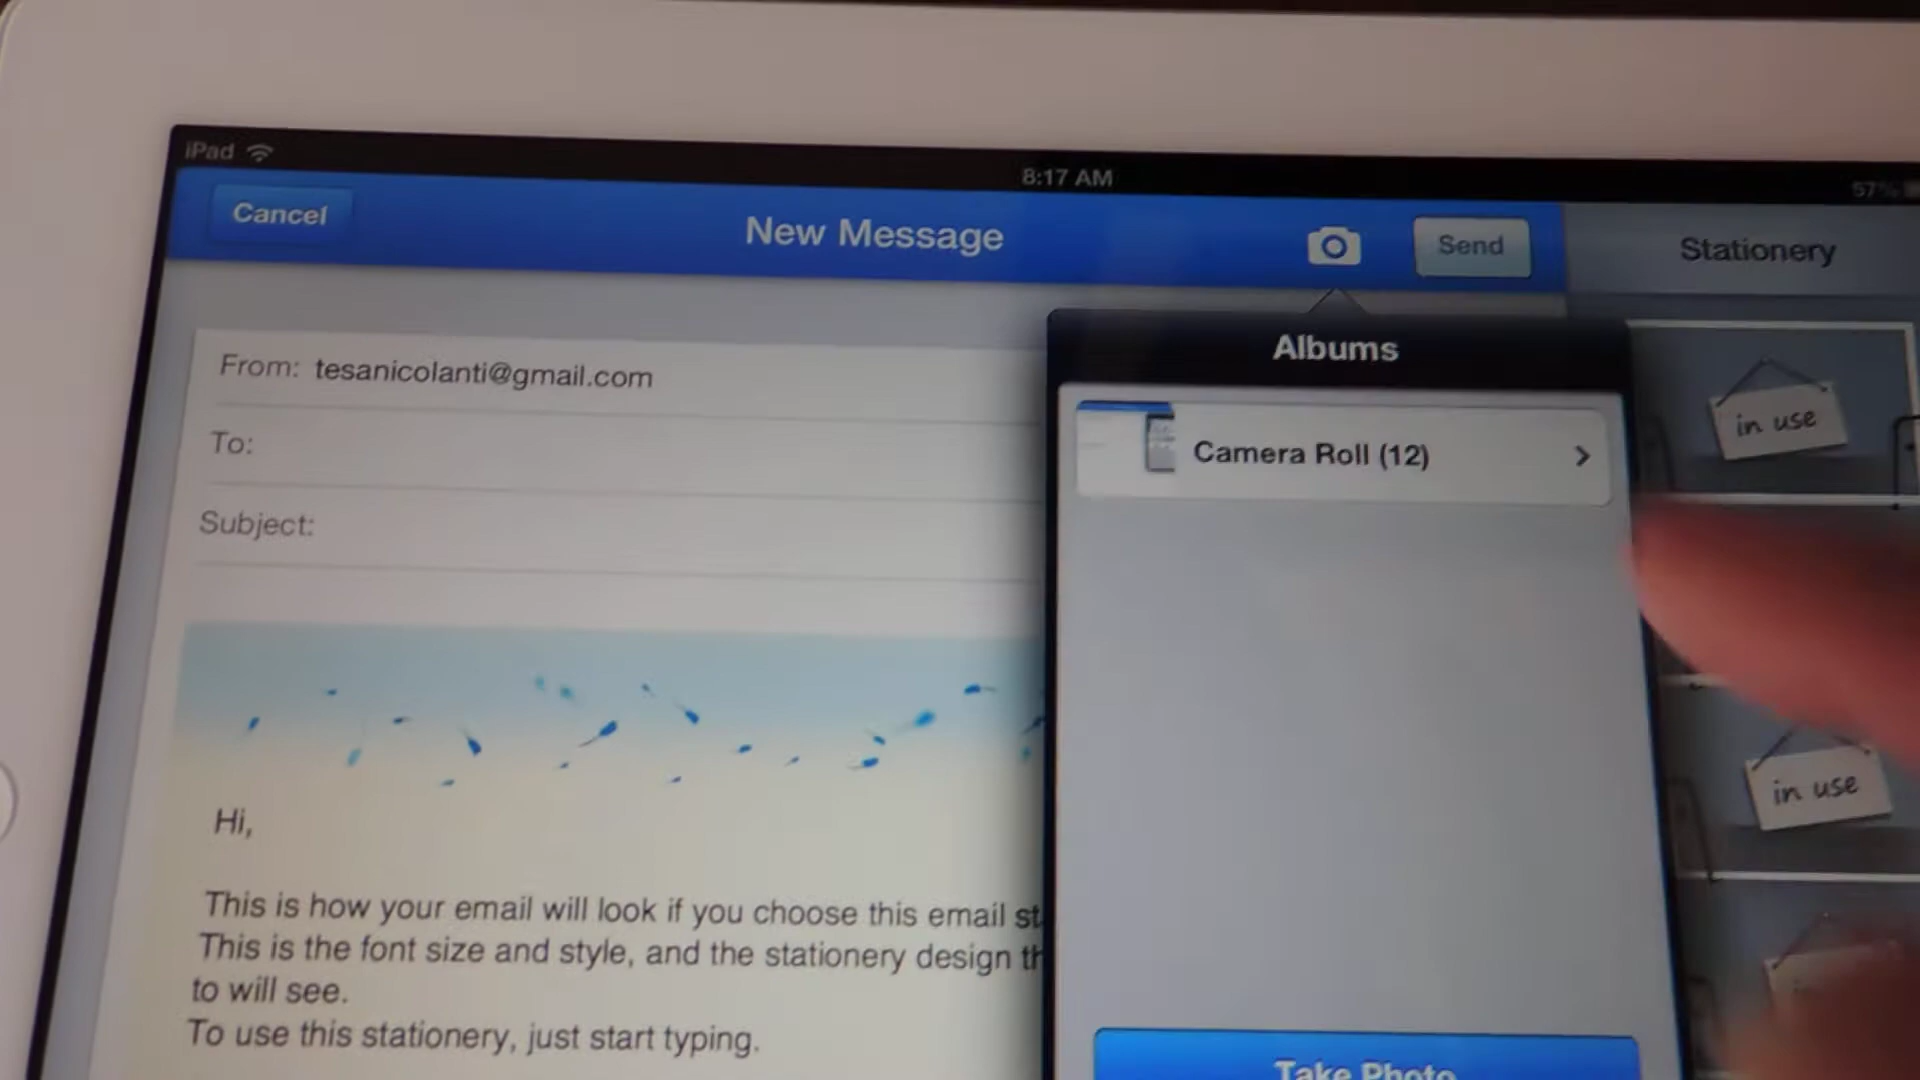 iPad
8:17 AM
57%
Cancel
New Message
Send
Stationery
Albums
From: tesanicolanti@gmail.com
in use
To:
Camera Roll (12)
Subject:
in use
Hi,
This is how your email will look if you choose this email
This is the font size and style, and the stationery design
to will see.
To use this stationery, just start typing.
Take Photo